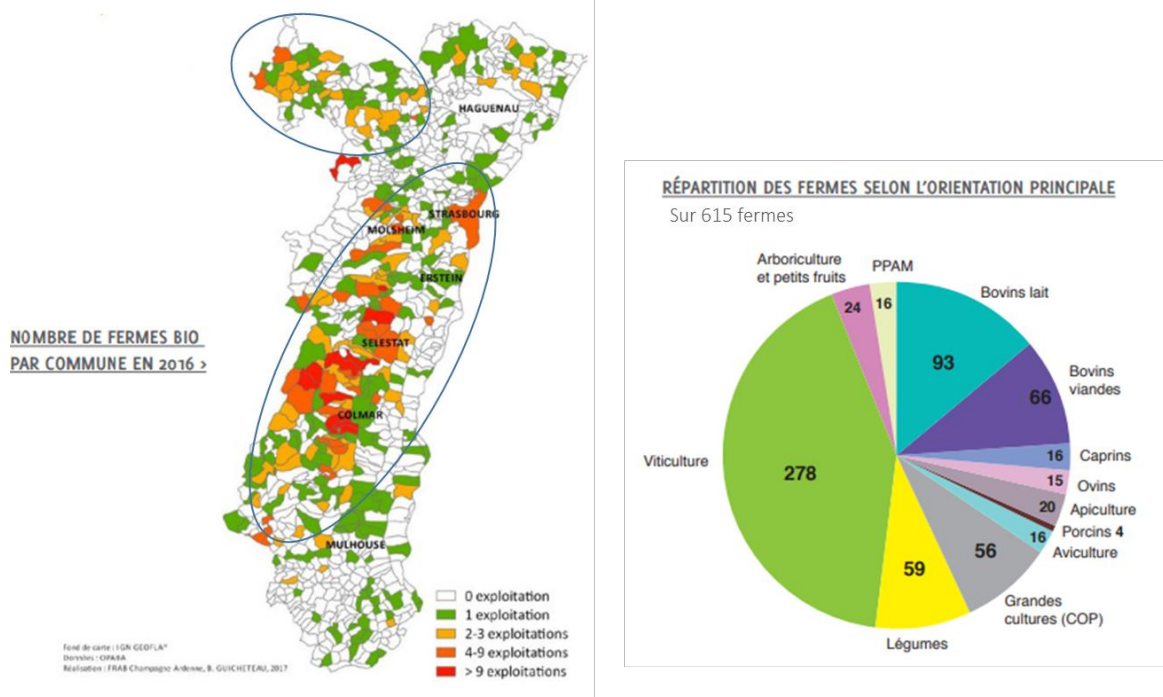 HAGUENAU
STRASBOURG
MOLSHEIM
ERSTEIN
SELESTAT
COLMAR
MULHOUSE
NOMBRE DE FERMES BIO
PAR COMMUNE EN 2016 >
0 exploitation
1 exploitation
2-3 exploitations
4-9 exploitations
> 9 exploitations
Fond de carte : IGN GEOFLA®
Données : OPABA
Réalisation : FRAB Champagne-Ardenne, B. GUICHETEAU, 2017
RÉPARTITION DES FERMES SELON L'ORIENTATION PRINCIPALE
Sur 615 fermes
Arboriculture
et petits fruits
24
PPAM
16
Bovins lait
93
Bovins
viandes
66
Caprins
16
Ovins
15
Apiculture
20
Porcins 4
Aviculture
16
Grandes
cultures (COP)
56
Légumes
59
Viticulture
278